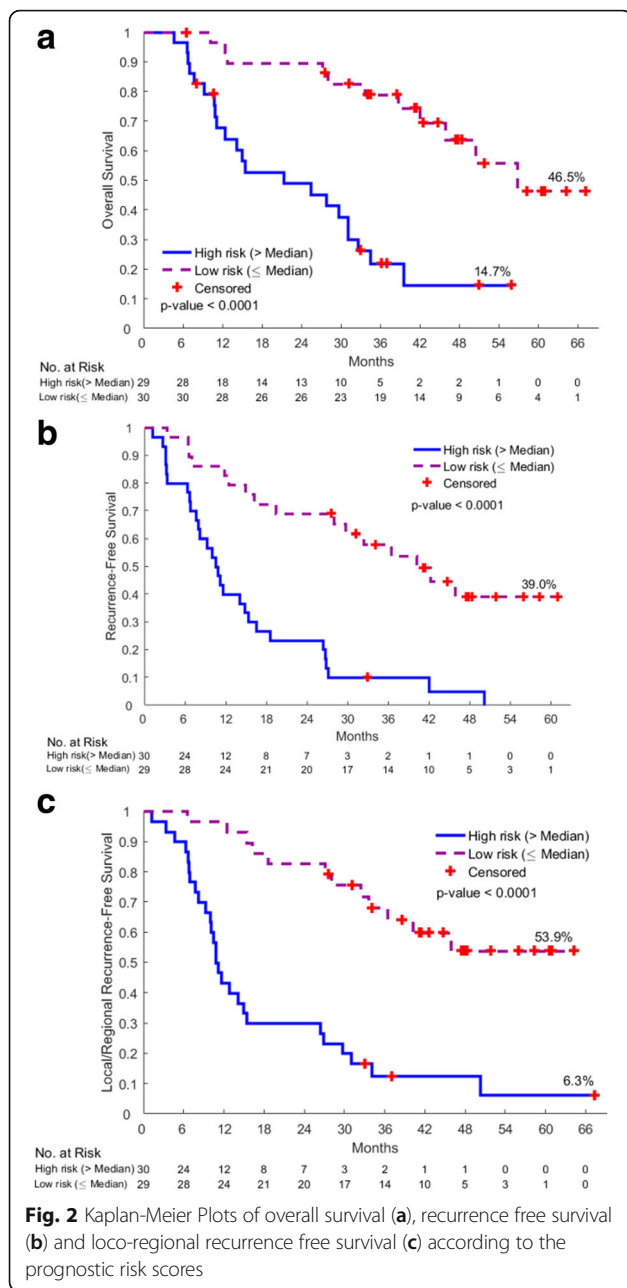 a
1
0.9
0.8
0.7
0.6
0.5
0.4
0.3
0.2
0.1
0
Overall Survival
46.5%
14.7%
High risk (> Median)
Low risk (≤ Median)
Censored
p-value < 0.0001
0 6 12 18 24 30 36 42 48 54 60 66
Months
No. at Risk
High risk(> Median) 29 28 18 14 13 10 5 2 2 1 0 0
Low risk(≤ Median) 30 30 28 26 26 23 19 14 9 6 4 1
b
1
0.9
0.8
0.7
0.6
0.5
0.4
0.3
0.2
0.1
0
Recurrence-Free Survival
High risk (> Median)
Low risk (≤ Median)
Censored
p-value < 0.0001
39.0%
0 6 12 18 24 30 36 42 48 54 60
Months
No. at Risk
High risk(> Median) 30 24 12 8 7 3 2 1 1 0 0
Low risk(≤ Median) 29 28 24 21 20 17 14 10 5 3 1
c
1
0.9
0.8
0.7
0.6
0.5
0.4
0.3
0.2
0.1
0
Local/Regional Recurrence-Free Survival
High risk (> Median)
Low risk (≤ Median)
Censored
p-value < 0.0001
53.9%
6.3%
0 6 12 18 24 30 36 42 48 54 60 66
Months
No. at Risk
High risk(> Median) 30 24 12 8 7 3 2 1 1 0 0 0
Low risk(≤ Median) 29 28 24 21 20 17 14 10 5 3 1 0
Fig. 2 Kaplan-Meier Plots of overall survival (a), recurrence free survival
(b) and loco-regional recurrence free survival (c) according to the
prognostic risk scores